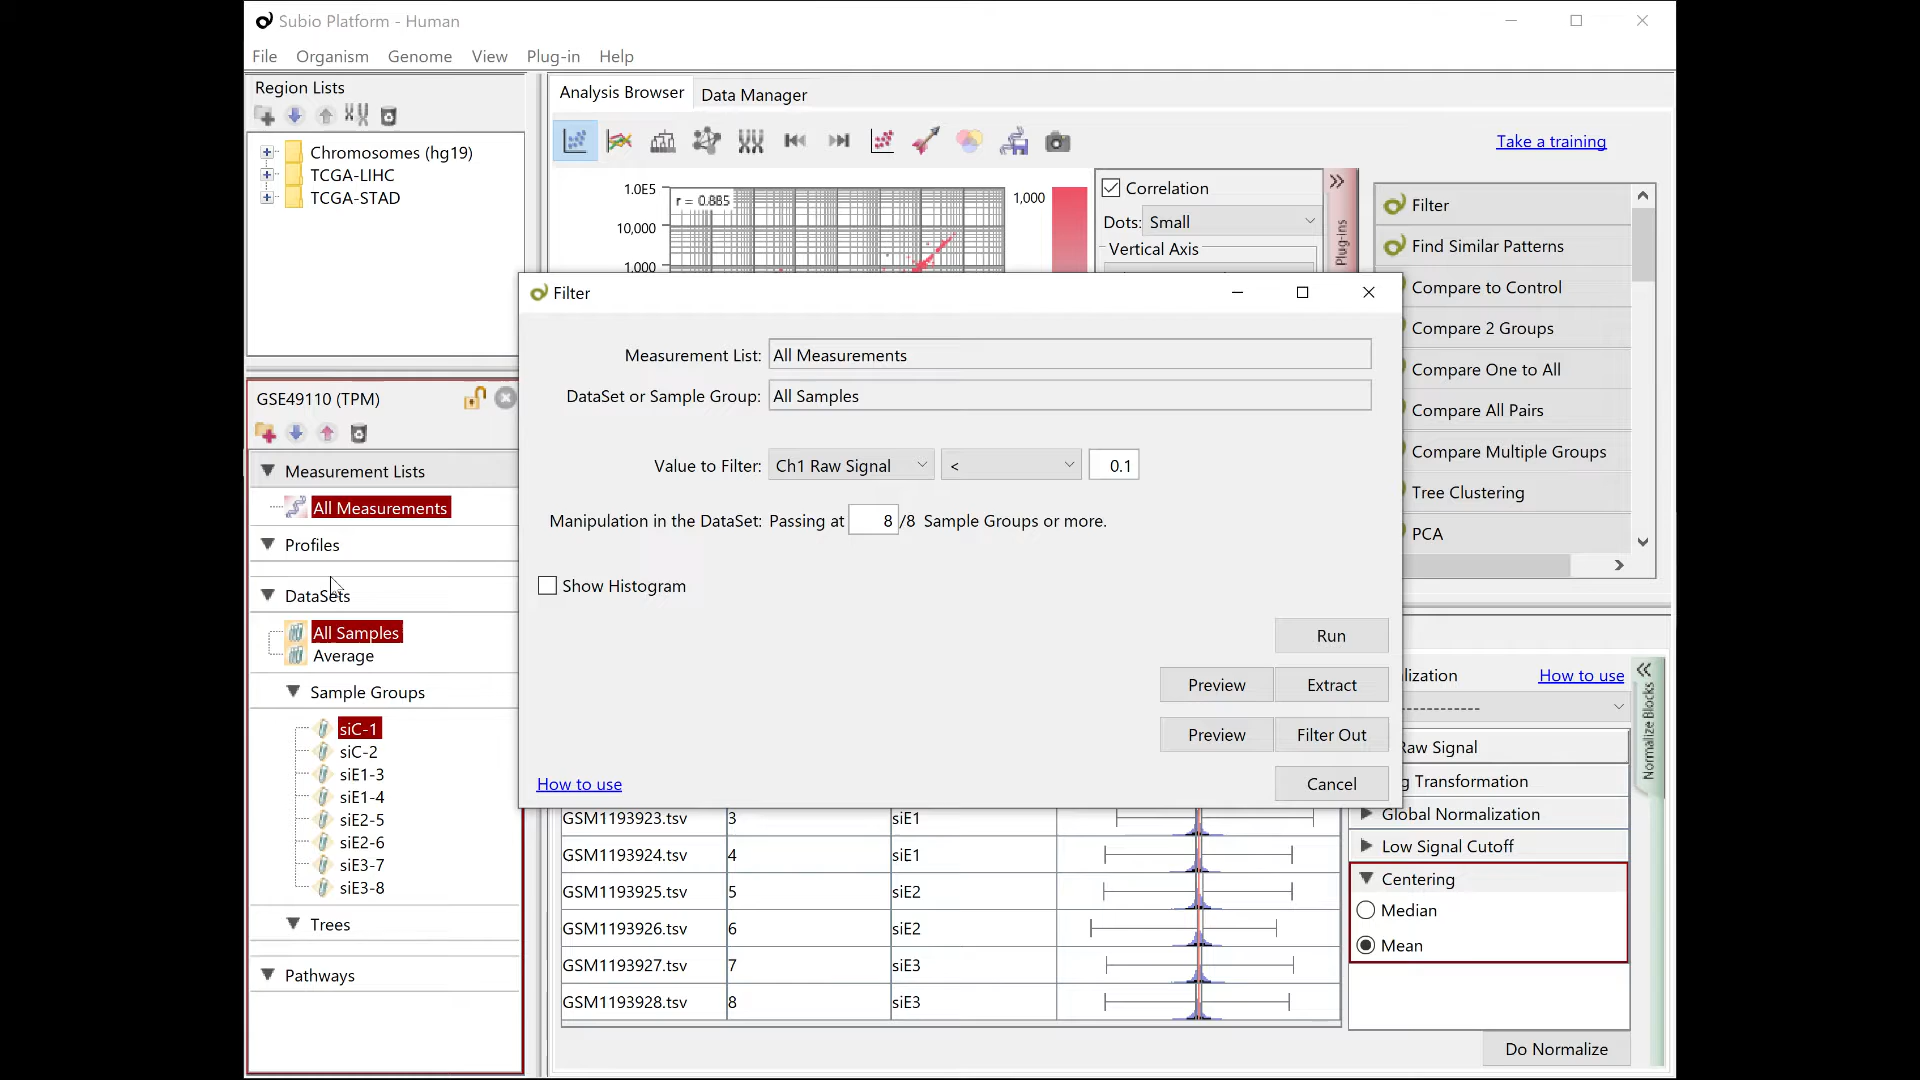 Subio Platform - Human
File Organism Genome View Plug-in Help
Region Lists
Chromosomes (hg19)
TCGA-LIHC
TCGA-STAD
GSE49110 (TPM)
Measurement Lists
All Measurements
Profiles
DataSets
All Samples
Average
Sample Groups
siC-1
siC-2
siE1-3
siE1-4
siE2-5
siE2-6
siE3-7
siE3-8
Trees
Pathways
Analysis Browser Data Manager
Take a training
1.0E5
10,000
1,000
r = 0.885
1,000
Correlation
Dots: Small
Vertical Axis
Plug-ins
Filter
Find Similar Patterns
Compare to Control
Compare 2 Groups
Compare One to All
Compare All Pairs
Compare Multiple Groups
Tree Clustering
PCA
Filter
Measurement List: All Measurements
DataSet or Sample Group: All Samples
Value to Filter: Ch1 Raw Signal < 0.1
Manipulation in the DataSet: Passing at 8 /8 Sample Groups or more.
Show Histogram
Run
Preview Extract
Preview Filter Out
How to use Cancel
GSM1193923.tsv 3 siE1
GSM1193924.tsv 4 siE1
GSM1193925.tsv 5 siE2
GSM1193926.tsv 6 siE2
GSM1193927.tsv 7 siE3
GSM1193928.tsv 8 siE3
lization How to use
------------
Raw Signal
g Transformation
Global Normalization
Low Signal Cutoff
Centering
Median
Mean
Normalize Blocks
Do Normalize